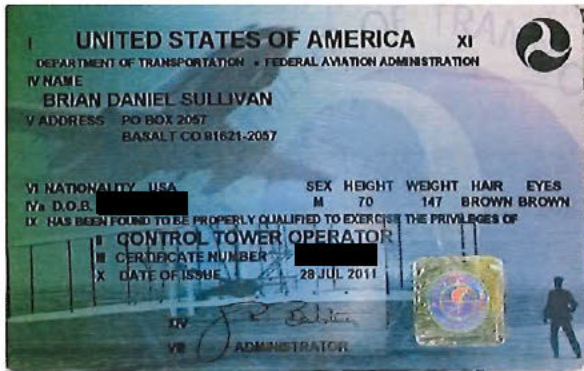 OF TRAN
I UNITED STATES OF AMERICA XI
DEPARTMENT OF TRANSPORTATION • FEDERAL AVIATION ADMINISTRATION
IV NAME
BRIAN DANIEL SULLIVAN
V ADDRESS PO BOX 2057
BASALT CO 81621-2057
VI NATIONALITY USA SEX HEIGHT WEIGHT HAIR EYES
IVa D.O.B. M 70 147 BROWN BROWN
IX HAS BEEN FOUND TO BE PROPERLY QUALIFIED TO EXERCISE THE PRIVILEGES OF
II CONTROL TOWER OPERATOR
III CERTIFICATE NUMBER
X DATE OF ISSUE 28 JUL 2011
XIV
VIII ADMINISTRATOR